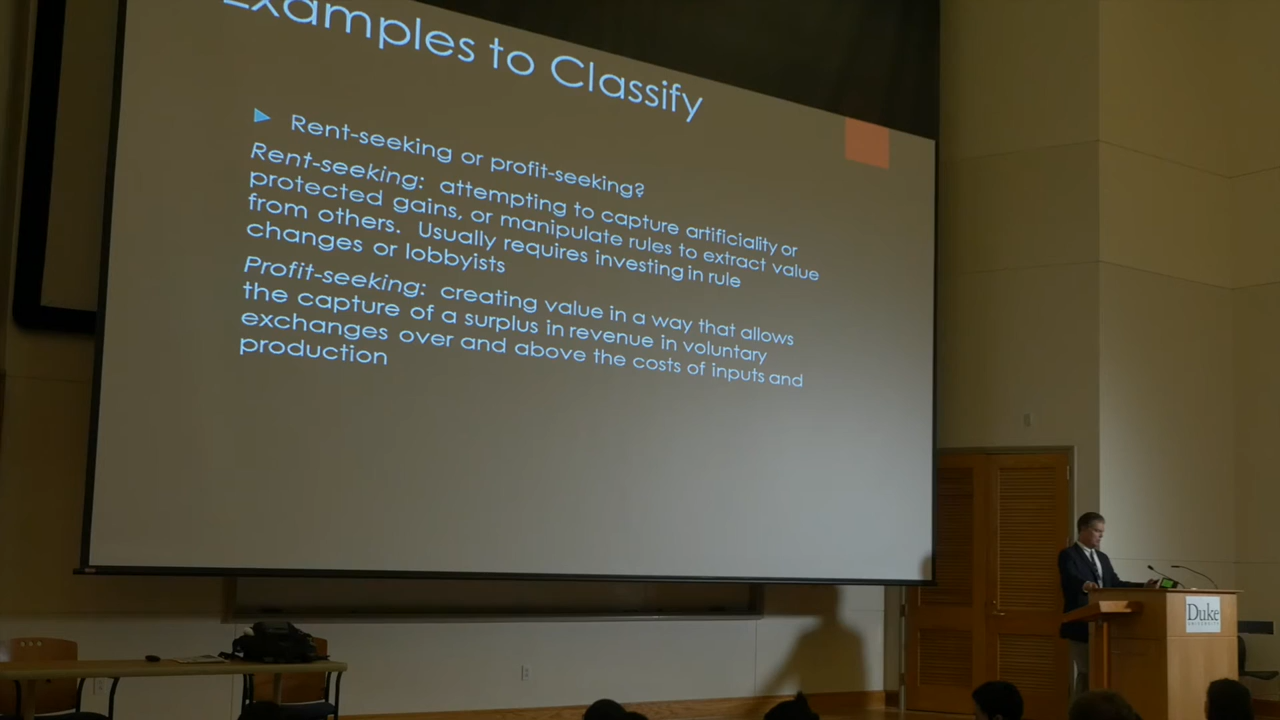 Examples to Classify
Rent-seeking or profit-seeking?
Rent-seeking: attempting to capture artificiality or
protected gains, or manipulate rules to extract value
from others. Usually requires investing in rule
changes or lobbyists
Profit-seeking: creating value in a way that allows
the capture of a surplus in revenue in voluntary
exchanges over and above the costs of inputs and
production
Duke
UNIVERSITY